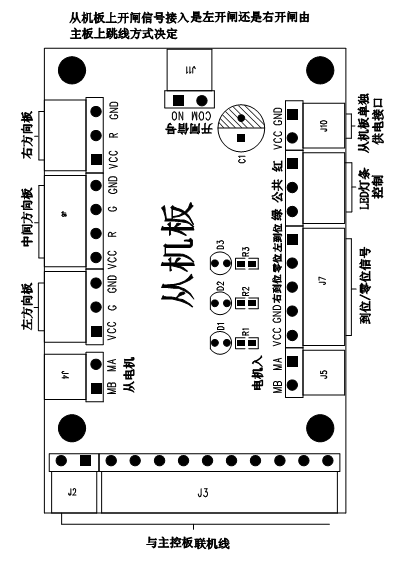 从机板上开闸信号接入是左开闸还是右开闸由
主板上跳线方式决定
J11
COM NO
开闸信号
C1
右方向板
GND
R
VCC
中间方向板
GND
G
R
VCC
左方向板
GND
G
VCC
J4
MB MA
从电机
从机板
D3
R3
D2
R2
D1
R1
VCC GND
J10
从机板单独
供电接口
绿 公共 红
LED灯条
控制
VCC GND 右到位 零位 左到位
J7
到位/零位信号
MB MA
电机入
J5
J2
J3
与主控板联机线